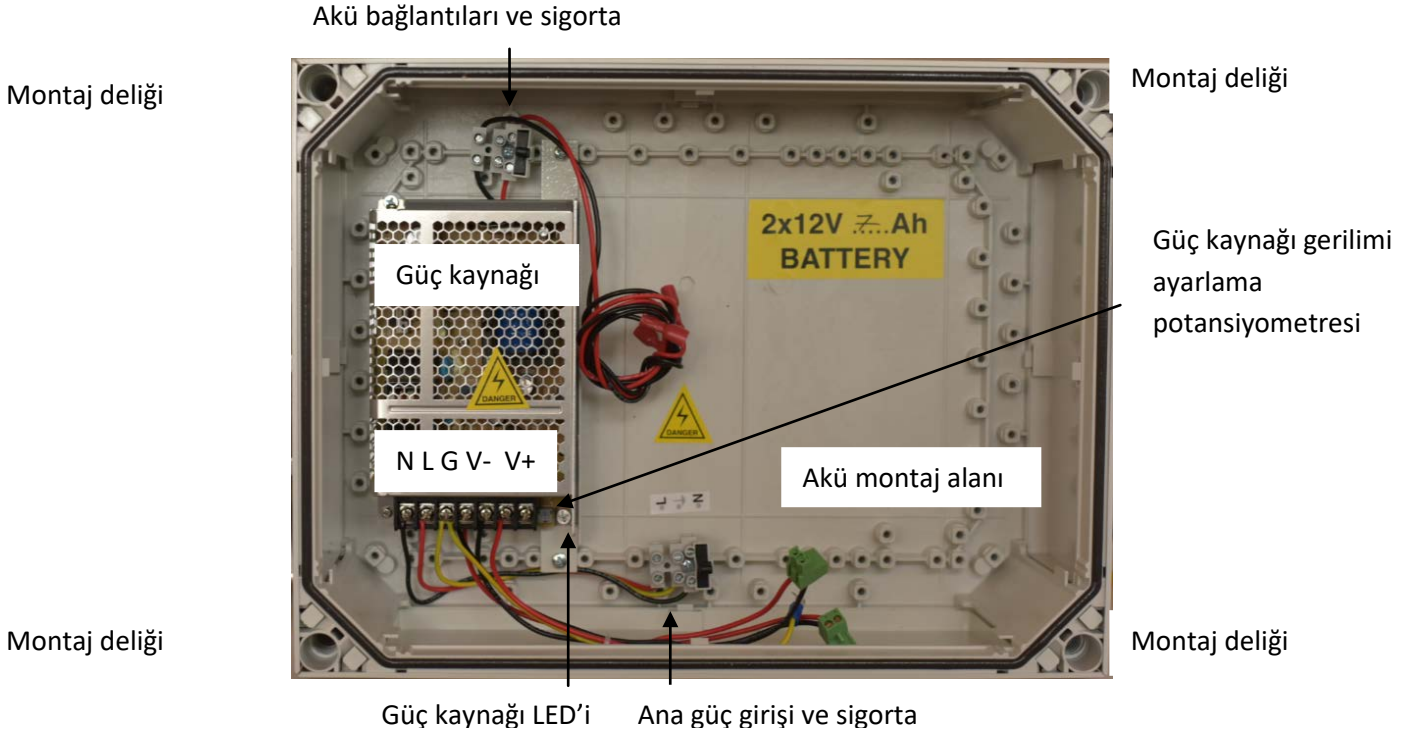 Akü bağlantıları ve sigorta
Montaj deliği
Montaj deliği
2x12V 7 Ah
BATTERY
Güç kaynağı
Güç kaynağı gerilimi
ayarlama
potansiyometresi
DANGER
DANGER
N L G V- V+
Akü montaj alanı
L
N
Montaj deliği
Montaj deliği
Güç kaynağı LED'i
Ana güç girişi ve sigorta